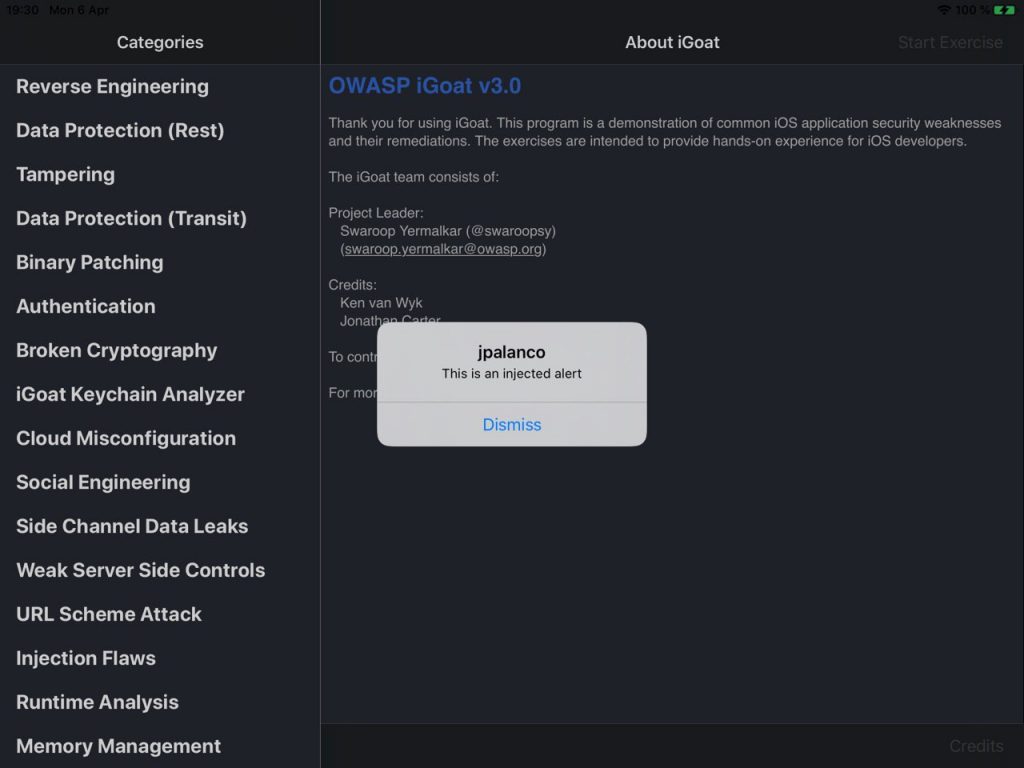 19:30 Mon 6 Apr
100 %
Categories
Reverse Engineering
Data Protection (Rest)
Tampering
Data Protection (Transit)
Binary Patching
Authentication
Broken Cryptography
iGoat Keychain Analyzer
Cloud Misconfiguration
Social Engineering
Side Channel Data Leaks
Weak Server Side Controls
URL Scheme Attack
Injection Flaws
Runtime Analysis
Memory Management
About iGoat
Start Exercise
OWASP iGoat v3.0
Thank you for using iGoat. This program is a demonstration of common iOS application security weaknesses
and their remediations. The exercises are intended to provide hands-on experience for iOS developers.
The iGoat team consists of:
Project Leader:
Swaroop Yermalkar (@swaroopsy)
(swaroop.yermalkar@owasp.org)
Credits:
Ken van Wyk
Jonathan Carter
To contr
For mor
jpalanco
This is an injected alert
Dismiss
Credits